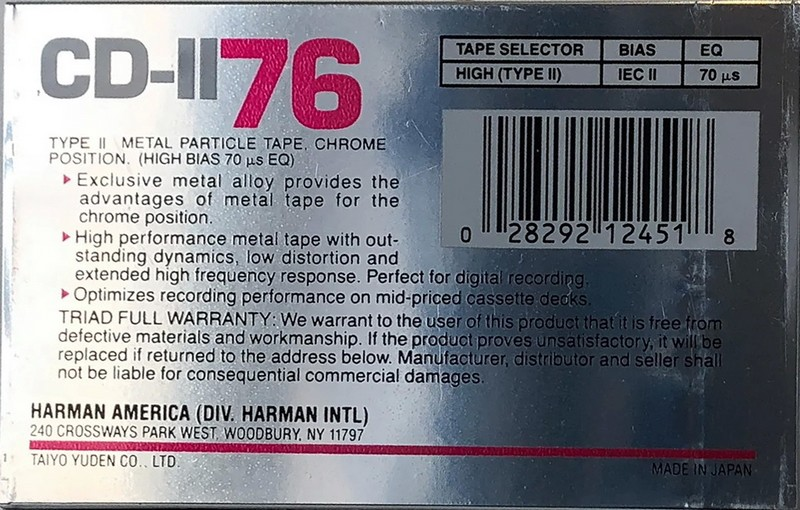 CD-II76
TAPE SELECTOR BIAS EQ
HIGH (TYPE II) IEC II 70 µs
TYPE II METAL PARTICLE TAPE, CHROME
POSITION. (HIGH BIAS 70 µs EQ)
▶ Exclusive metal alloy provides the
advantages of metal tape for the
chrome position.
▶ High performance metal tape with out-
standing dynamics, low distortion and
extended high frequency response. Perfect for digital recording.
▶ Optimizes recording performance on mid-priced cassette decks.
TRIAD FULL WARRANTY: We warrant to the user of this product that it is free from
defective materials and workmanship. If the product proves unsatisfactory, it will be
replaced if returned to the address below. Manufacturer, distributor and seller shall
not be liable for consequential commercial damages.
0 28292 12451 8
HARMAN AMERICA (DIV. HARMAN INTL)
240 CROSSWAYS PARK WEST, WOODBURY, NY 11797
TAIYO YUDEN CO., LTD.
MADE IN JAPAN